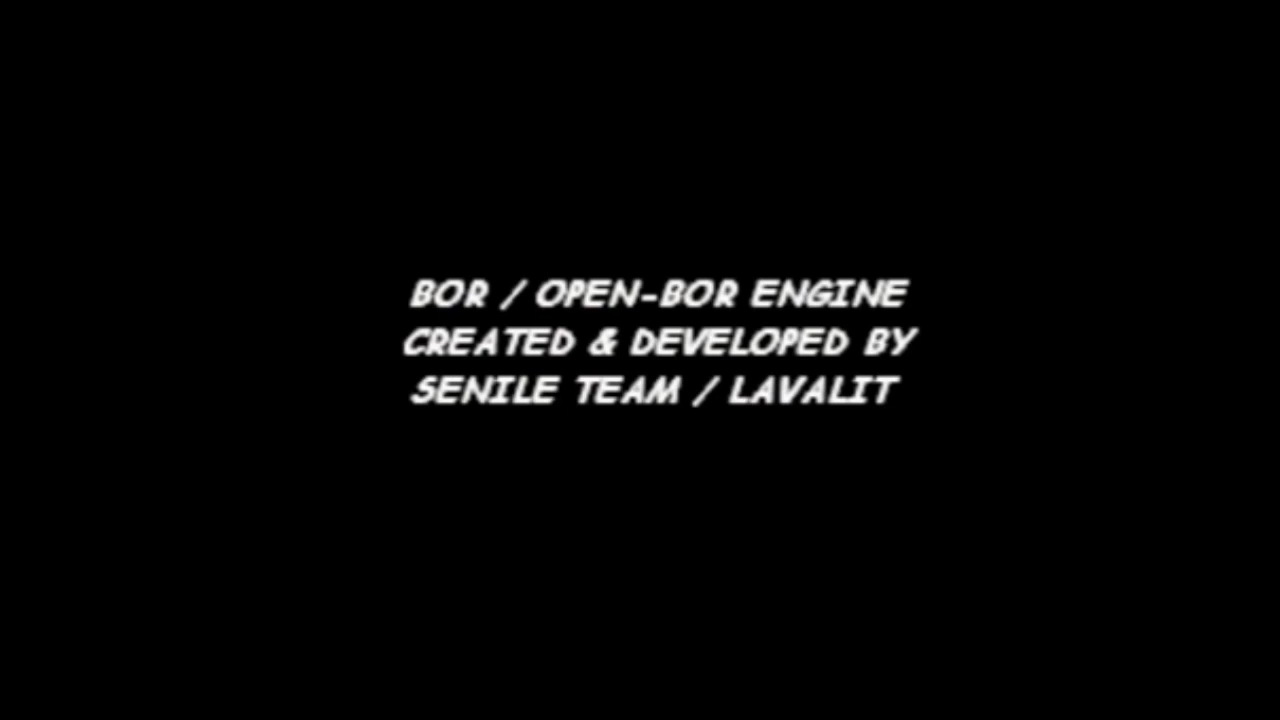 BOR / OPEN-BOR ENGINE
CREATED & DEVELOPED BY
SENILE TEAM / LAVALIT